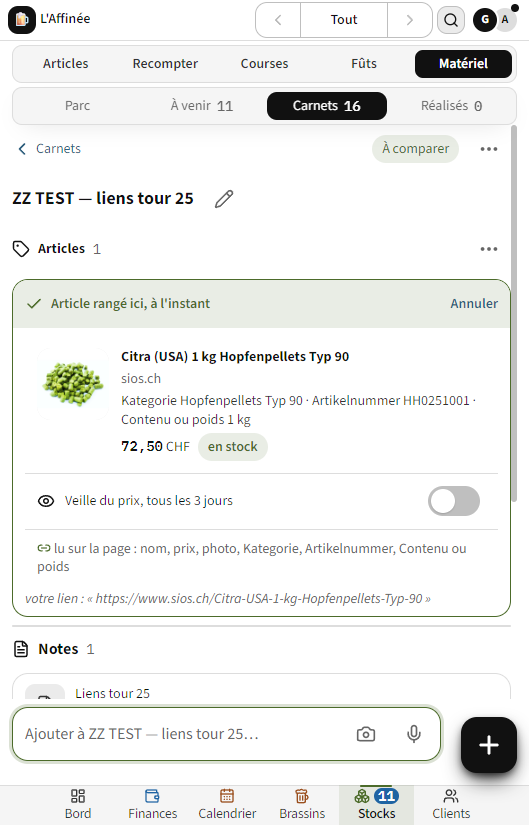 L'Affinée
Tout
G
A
Articles
Recompter
Courses
Fûts
Matériel
Parc
À venir 11
Carnets 16
Réalisés 0
Carnets
À comparer
ZZ TEST — liens tour 25
Articles 1
Article rangé ici, à l'instant
Annuler
Citra (USA) 1 kg Hopfenpellets Typ 90
sios.ch
Kategorie Hopfenpellets Typ 90 · Artikelnummer HH0251001 ·
Contenu ou poids 1 kg
72,50 CHF
en stock
Veille du prix, tous les 3 jours
lu sur la page : nom, prix, photo, Kategorie, Artikelnummer, Contenu ou
poids
votre lien : « https://www.sios.ch/Citra-USA-1-kg-Hopfenpellets-Typ-90 »
Notes 1
Liens tour 25
Ajouter à ZZ TEST — liens tour 25…
11
Bord
Finances
Calendrier
Brassins
Stocks
Clients